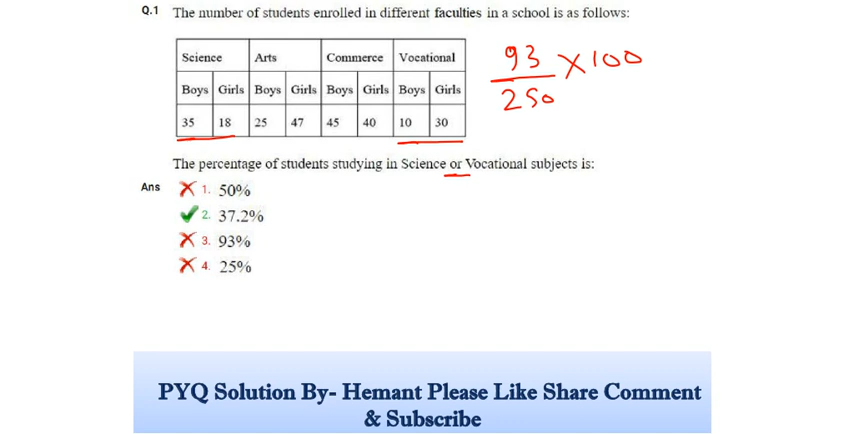 Q.1 The number of students enrolled in different faculties in a school is as follows:
Science Arts Commerce Vocational
Boys Girls Boys Girls Boys Girls Boys Girls
35 18 25 47 45 40 10 30
93
250
×100
The percentage of students studying in Science or Vocational subjects is:
Ans 1. 50%
2. 37.2%
3. 93%
4. 25%
PYQ Solution By- Hemant Please Like Share Comment
& Subscribe